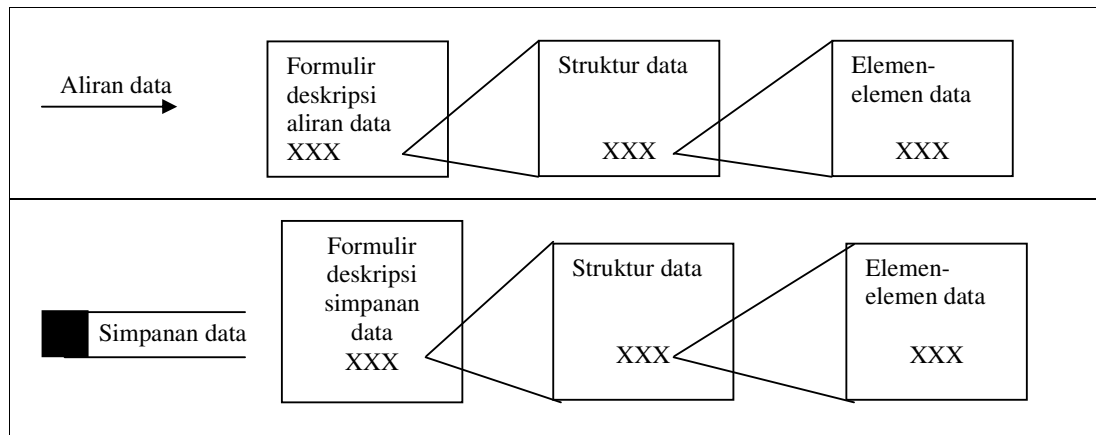 Aliran data
Formulir
deskripsi
aliran data
XXX
Struktur data
XXX
Elemen-
elemen data
XXX
Simpanan data
Formulir
deskripsi
simpanan
data
XXX
Struktur data
XXX
Elemen-
elemen data
XXX